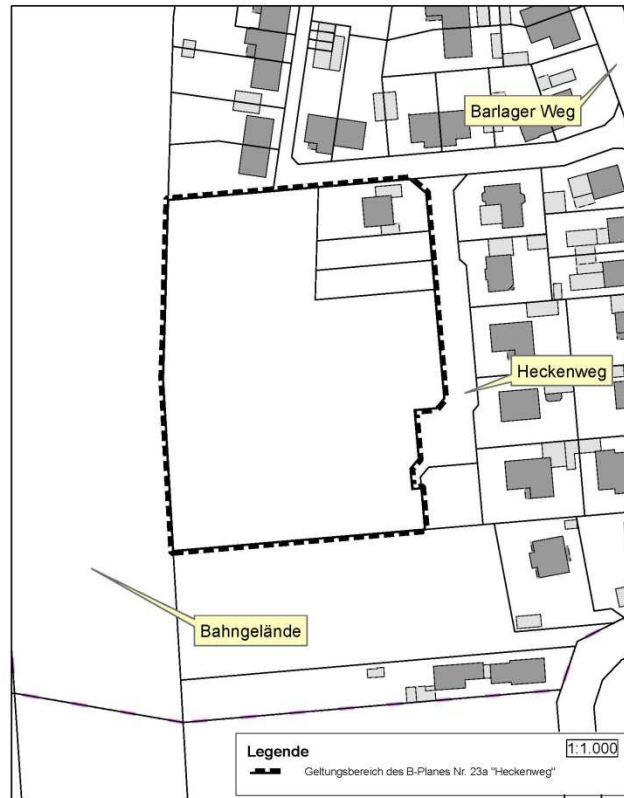 Barlager Weg
Heckenweg
Bahngelände
Legende
1:1.000
Geltungsbereich des B-Planes Nr. 23a "Heckenweg"